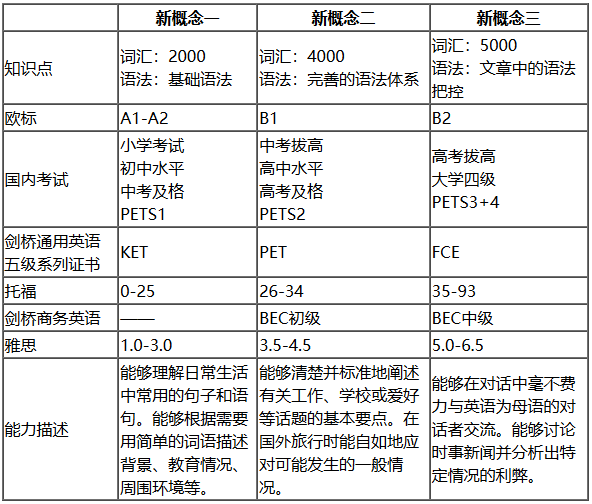 新概念一 新概念二 新概念三
知识点
词汇：2000
语法：基础语法
词汇：4000
语法：完善的语法体系
词汇：5000
语法：文章中的语法
把控
欧标 A1-A2 B1 B2
国内考试
小学考试
初中水平
中考及格
PETS1
中考拔高
高中水平
高考及格
PETS2
高考拔高
大学四级
PETS3+4
剑桥通用英语
五级系列证书
KET PET FCE
托福 0-25 26-34 35-93
剑桥商务英语 —— BEC初级 BEC中级
雅思 1.0-3.0 3.5-4.5 5.0-6.5
能力描述
能够理解日常生活
中常用的句子和语
句。能够根据需要
用简单的词语描述
背景、教育情况、
周围环境等。
能够清楚并标准地阐述
有关工作、学校或爱好
等话题的基本要点。在
国外旅行时能自如地应
对可能发生的一般情
况。
能够在对话中毫不费
力与英语为母语的对
话者交流。能够讨论
时事新闻并分析出特
定情况的利弊。